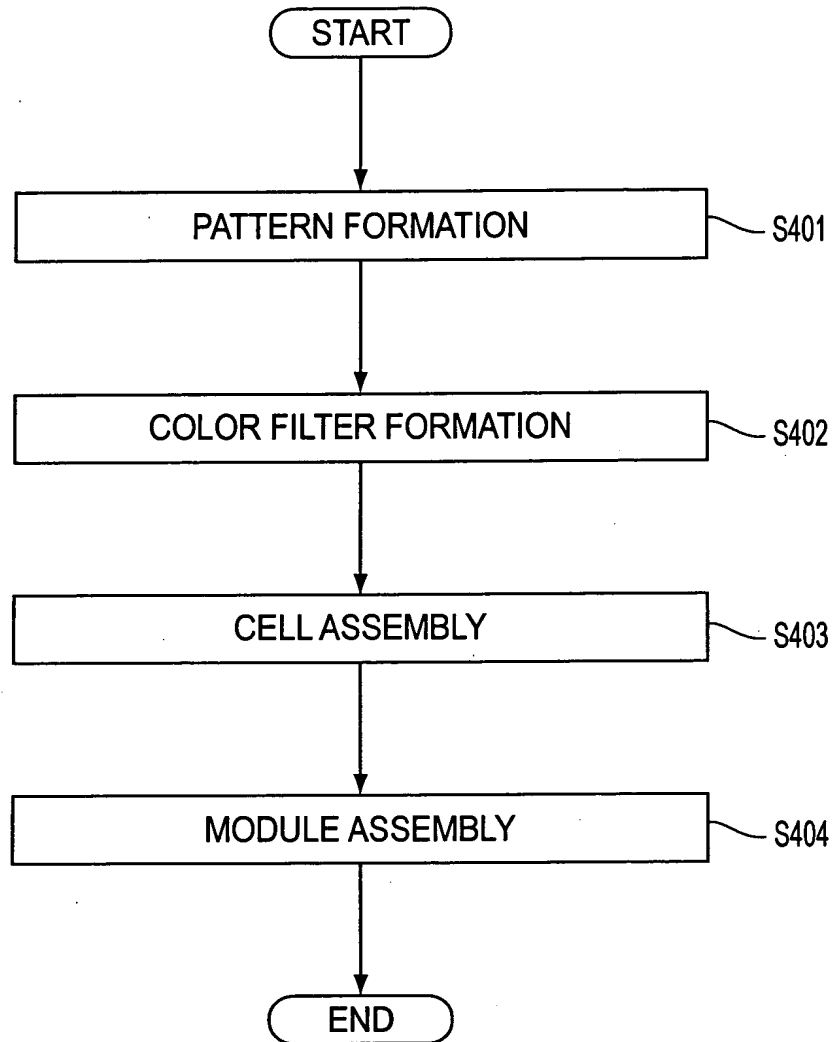 START
PATTERN FORMATION
S401
COLOR FILTER FORMATION
S402
CELL ASSEMBLY
S403
MODULE ASSEMBLY
S404
END